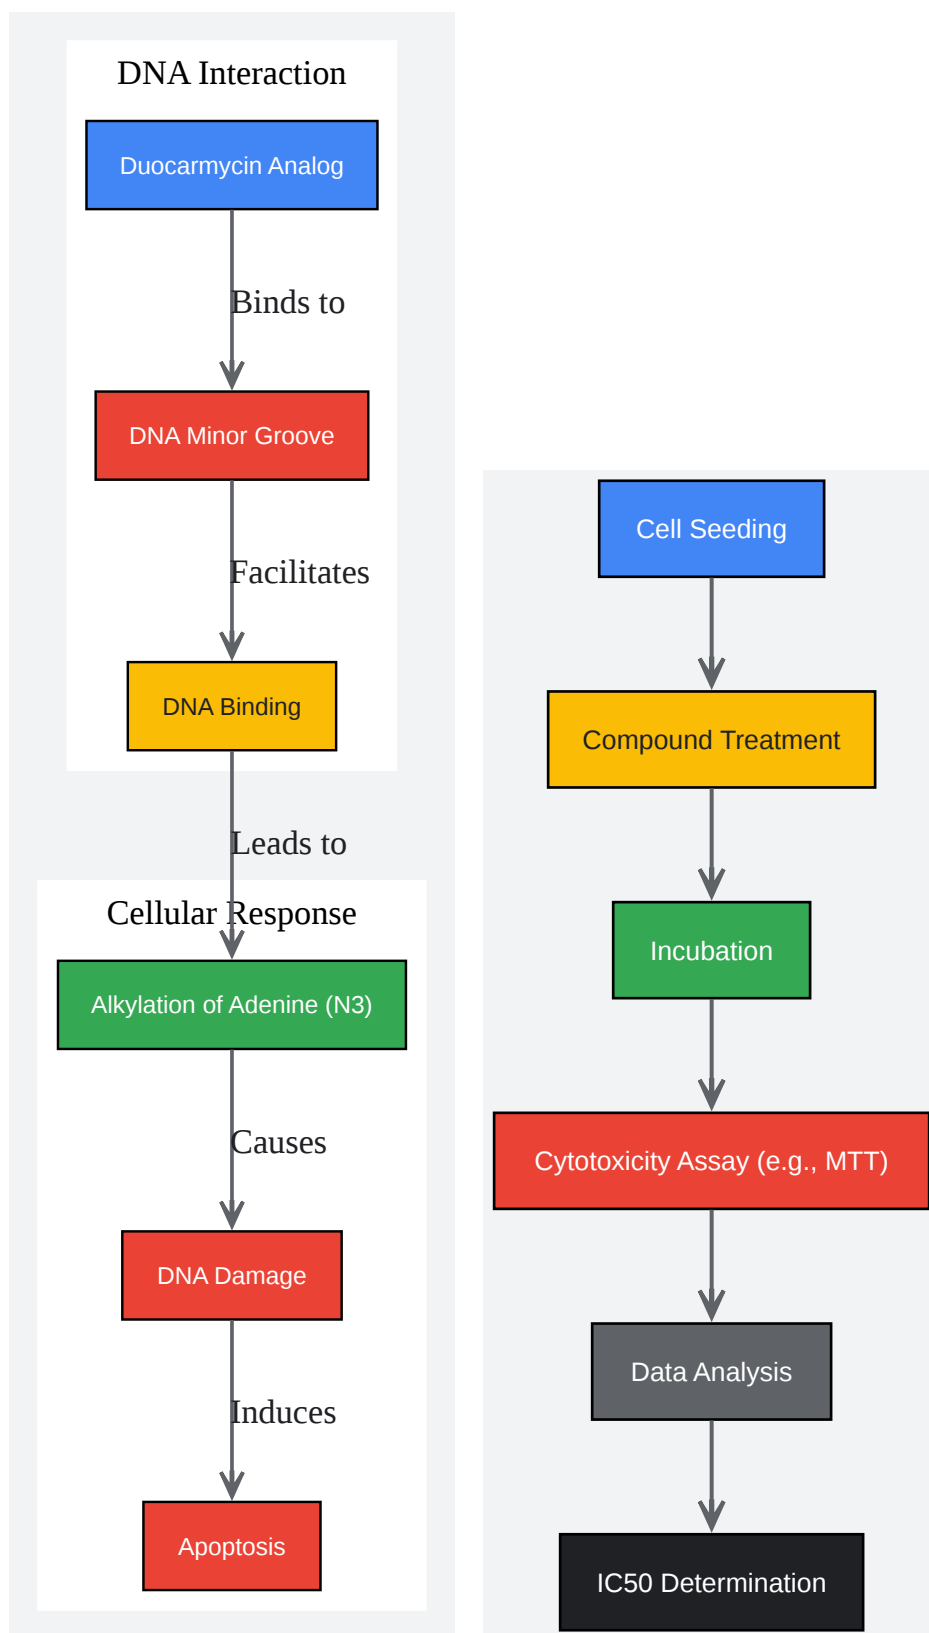 DNA Interaction
Duocarmycin Analog
Binds to
DNA Minor Groove
Facilitates
DNA Binding
Leads to
Cellular Response
Alkylation of Adenine (N3)
Causes
DNA Damage
Induces
Apoptosis
Cell Seeding
Compound Treatment
Incubation
Cytotoxicity Assay (e.g., MTT)
Data Analysis
IC50 Determination